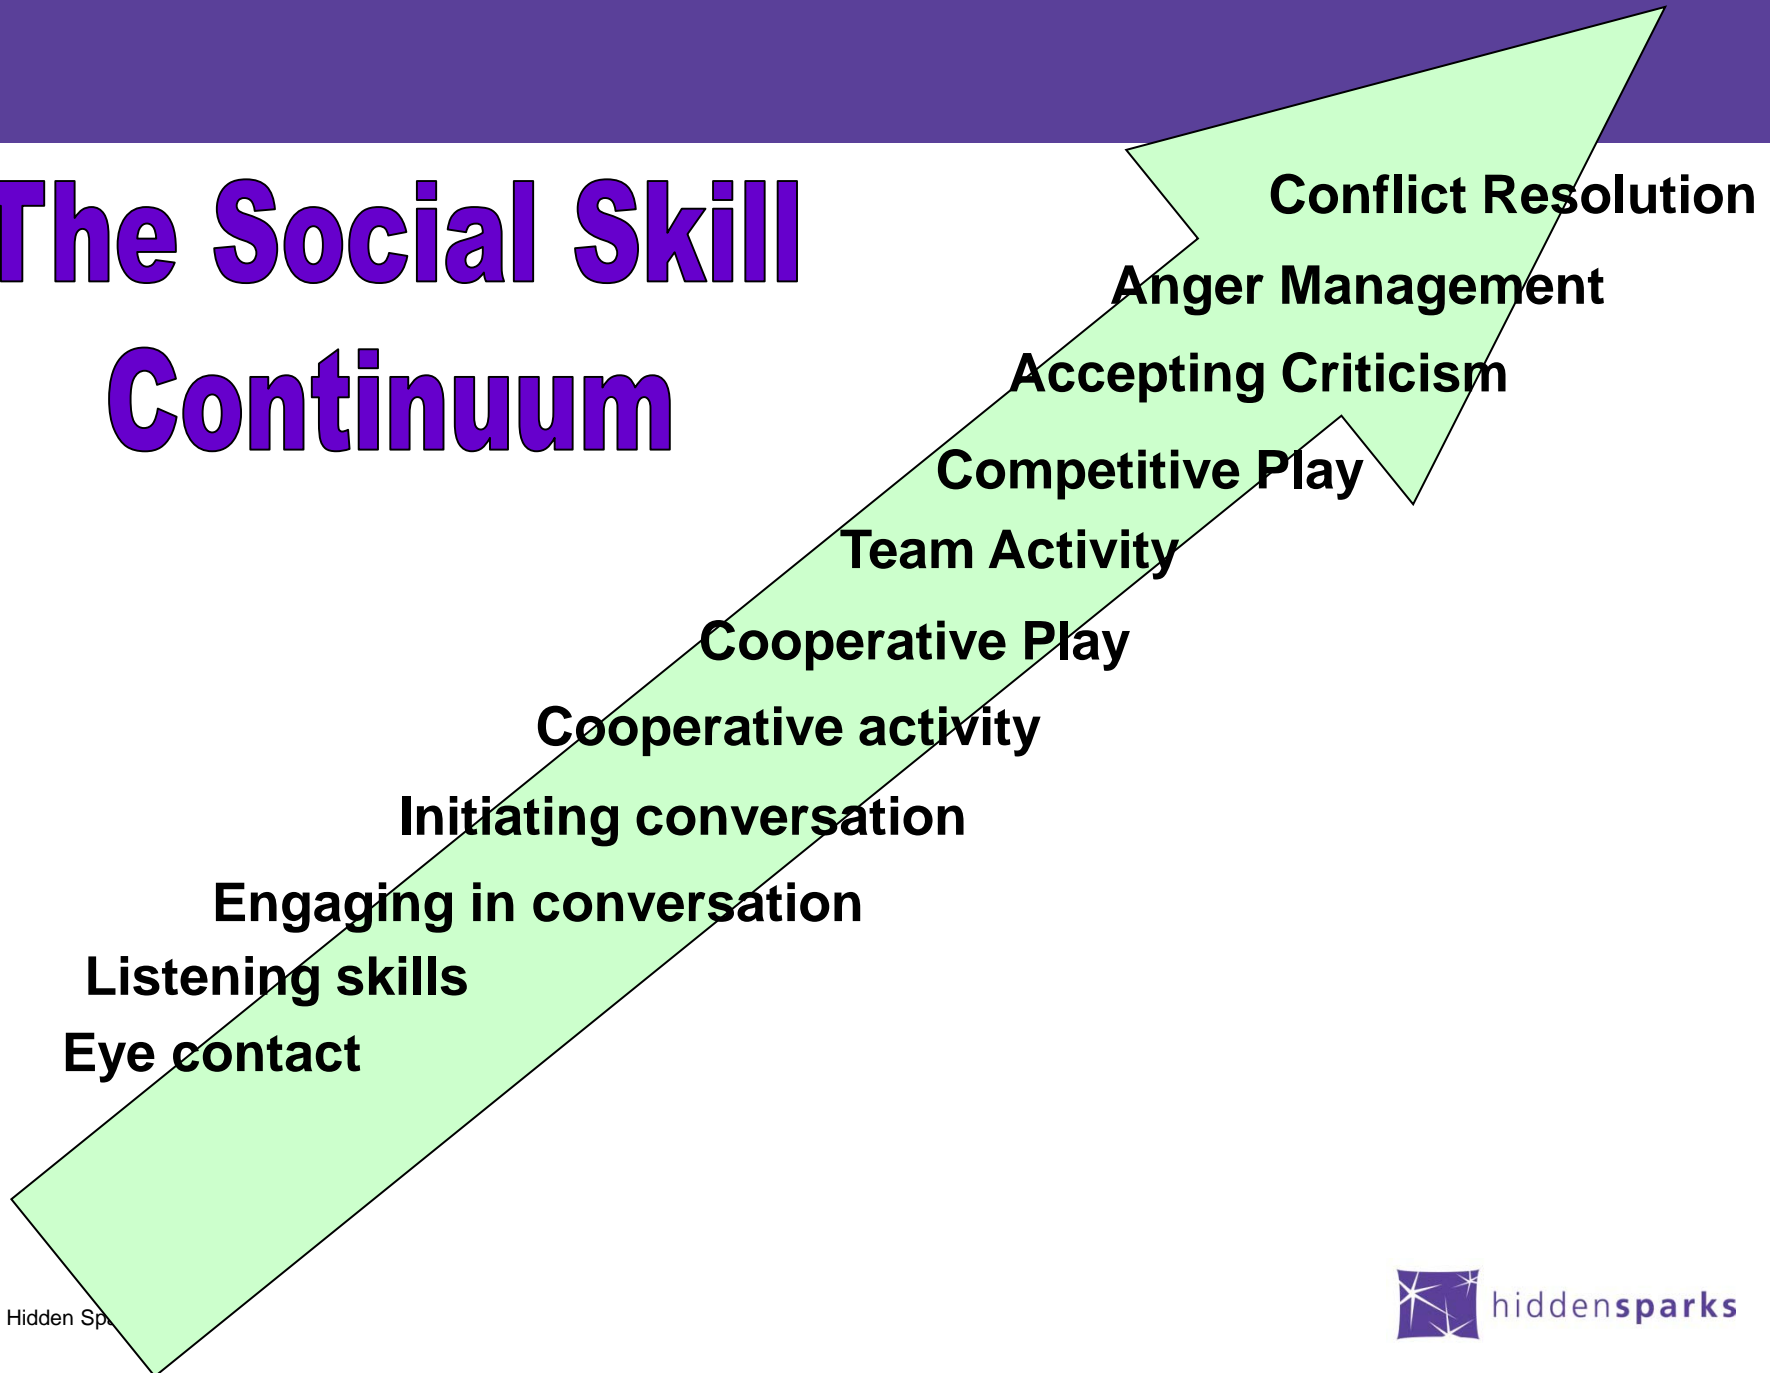 The Social Skill
Continuum
Conflict Resolution
Anger Management
Accepting Criticism
Competitive Play
Team Activity
Cooperative Play
Cooperative activity
Initiating conversation
Engaging in conversation
Listening skills
Eye contact
Hidden
hiddensparks